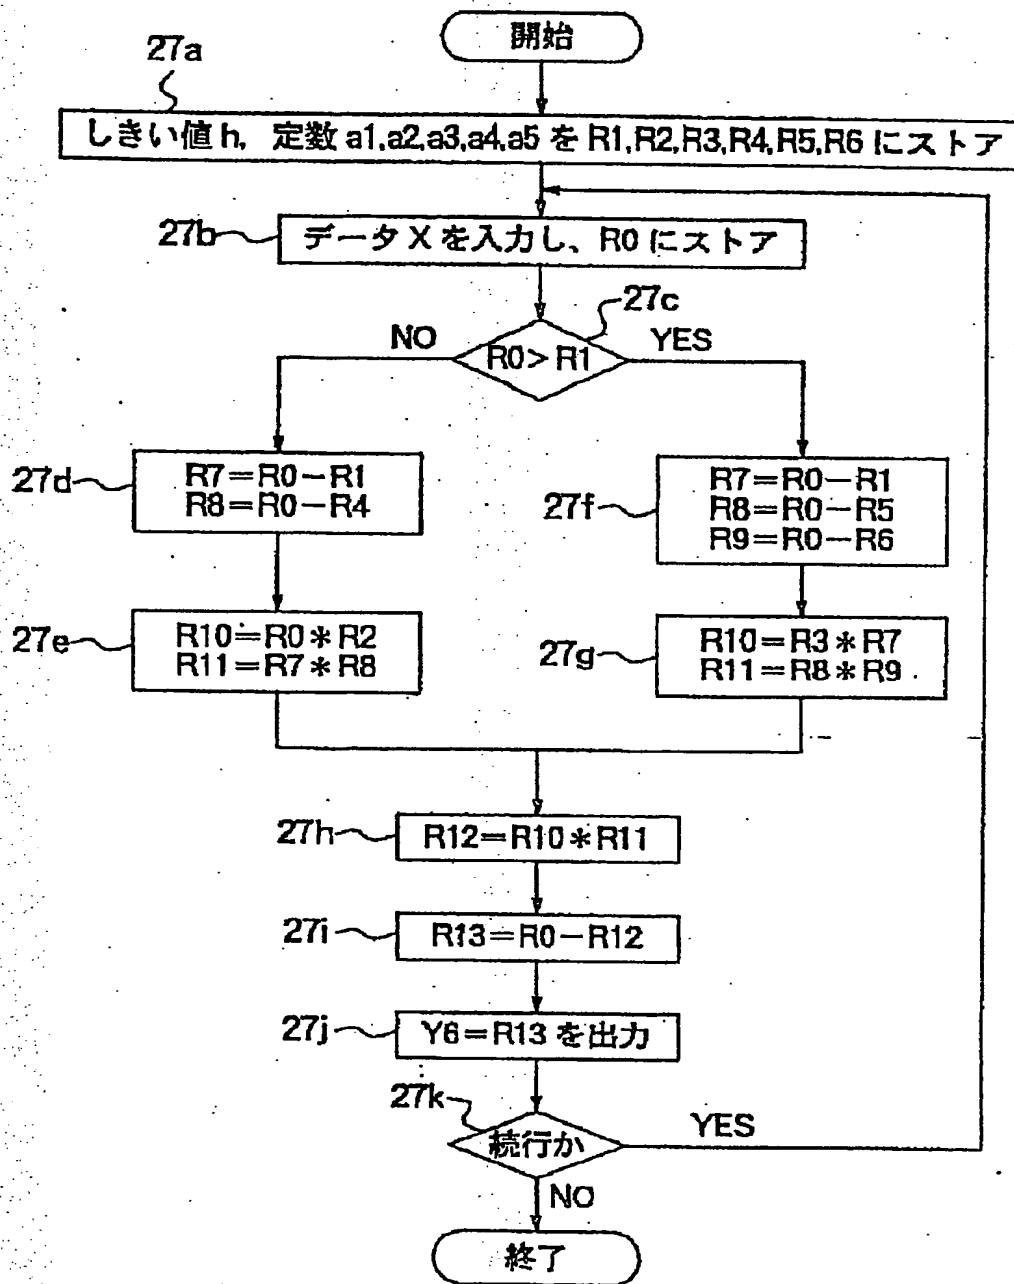 開始
27a
しきい値 h, 定数 a1,a2,a3,a4,a5 を R1,R2,R3,R4,R5,R6 にストア
27b
データ X を入力し、R0 にストア
27c
NO
R0> R1
YES
27d
R7=R0-R1
R8=R0-R4
27f
R7=R0-R1
R8=R0-R5
R9=R0-R6
27e
R10=R0*R2
R11=R7*R8
27g
R10=R3*R7
R11=R8*R9
27h
R12=R10*R11
27i
R13=R0-R12
27j
Y6=R13 を出力
27k
続行か
YES
NO
終了